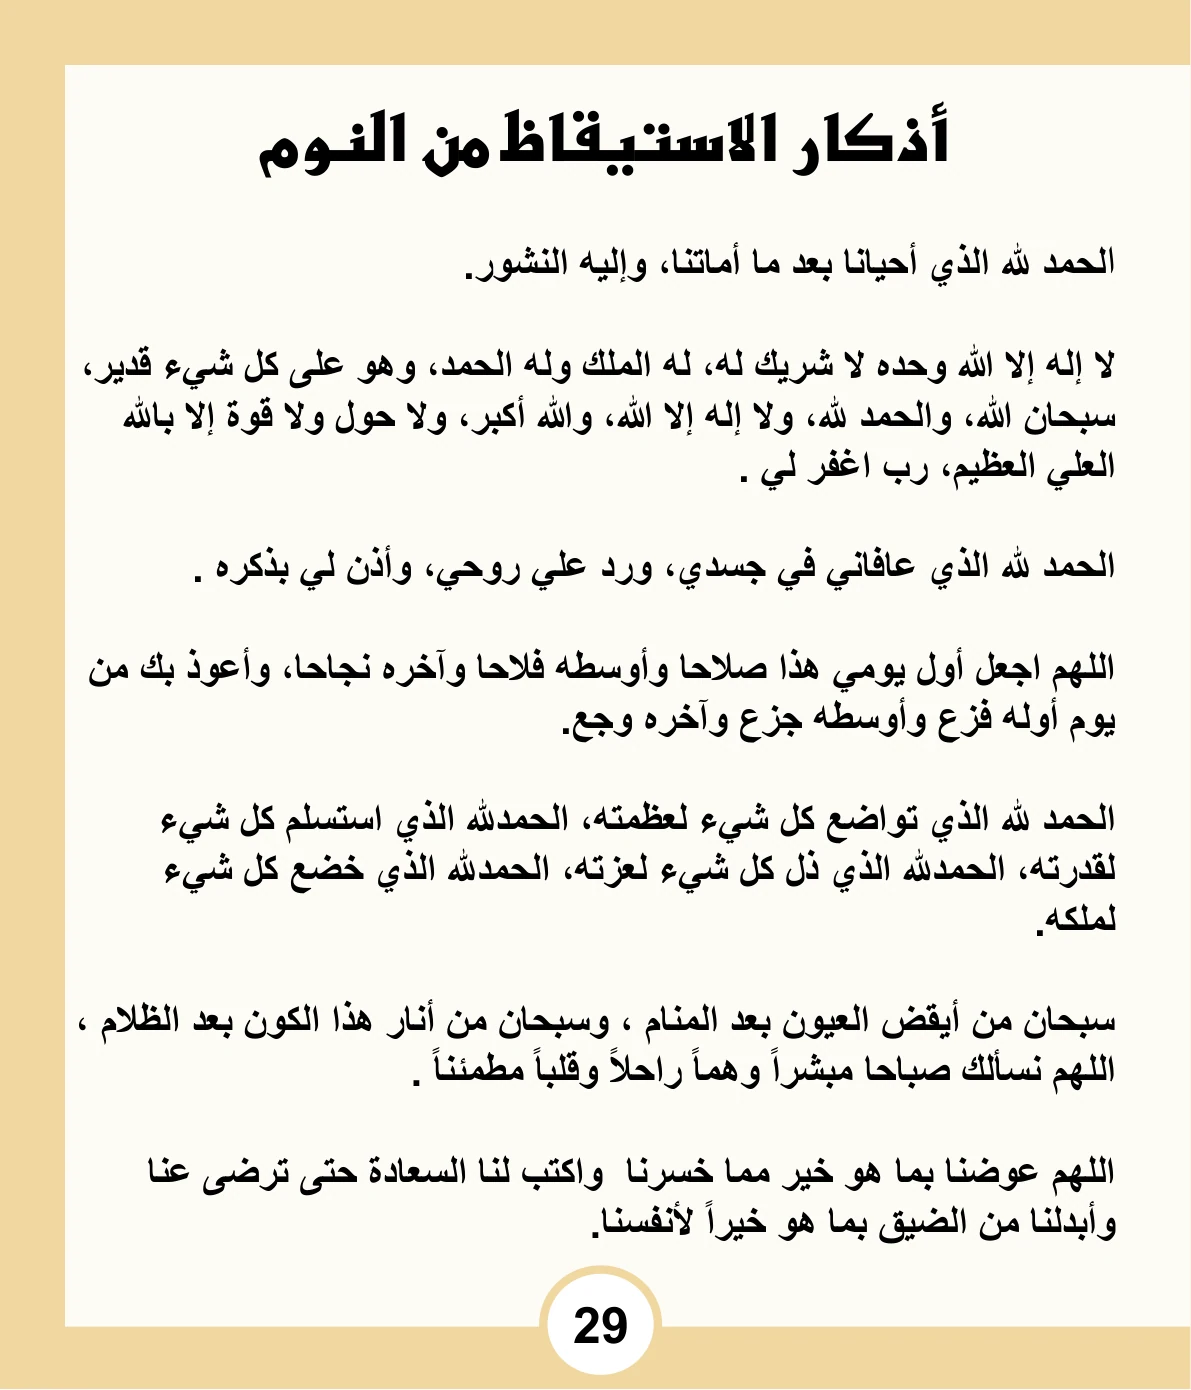 أذكار الاستيقاظ من النوم
الحمد لله الذي أحيانا بعد ما أماتنا، وإليه النشور.
لا إله إلا الله وحده لا شريك له، له الملك وله الحمد، وهو على كل شيء قدير،
سبحان الله، والحمد لله، ولا إله إلا الله، والله أكبر، ولا حول ولا قوة إلا بالله
العلي العظيم، رب اغفر لي .
الحمد لله الذي عافاني في جسدي، ورد علي روحي، وأذن لي بذكره .
اللهم اجعل أول يومي هذا صلاحا وأوسطه فلاحا وآخره نجاحا، وأعوذ بك من
يوم أوله فزع وأوسطه جزع وآخره وجع.
الحمد لله الذي تواضع كل شيء لعظمته، الحمدلله الذي استسلم كل شيء
لقدرته، الحمدلله الذي ذل كل شيء لعزته، الحمدلله الذي خضع كل شيء
لملكه.
سبحان من أيقض العيون بعد المنام ، وسبحان من أنار هذا الكون بعد الظلام ،
اللهم نسألك صباحا مبشراً وهماً راحلاً وقلباً مطمئناً .
اللهم عوضنا بما هو خير مما خسرنا  واكتب لنا السعادة حتى ترضى عنا
وأبدلنا من الضيق بما هو خيراً لأنفسنا.
29